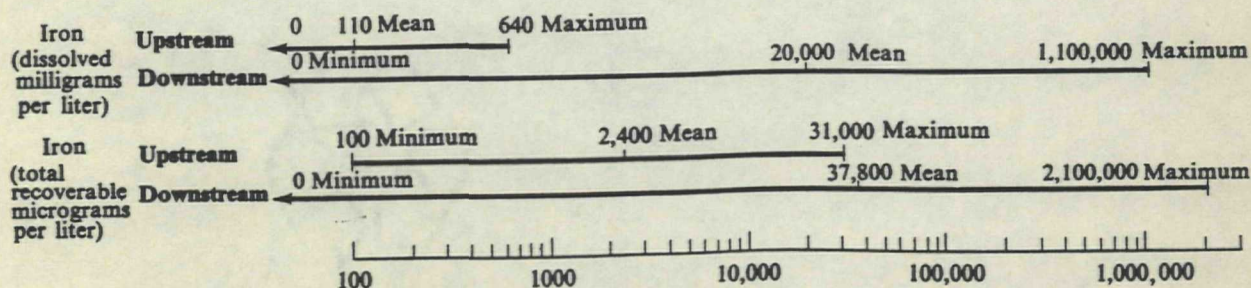 Iron
(dissolved
milligrams
per liter)
Upstream
0 110 Mean 640 Maximum
Downstream
0 Minimum 20,000 Mean 1,100,000 Maximum
Iron
(total
recoverable
micrograms
per liter)
Upstream
100 Minimum 2,400 Mean 31,000 Maximum
Downstream
0 Minimum 37,800 Mean 2,100,000 Maximum
100 1000 10,000 100,000 1,000,000